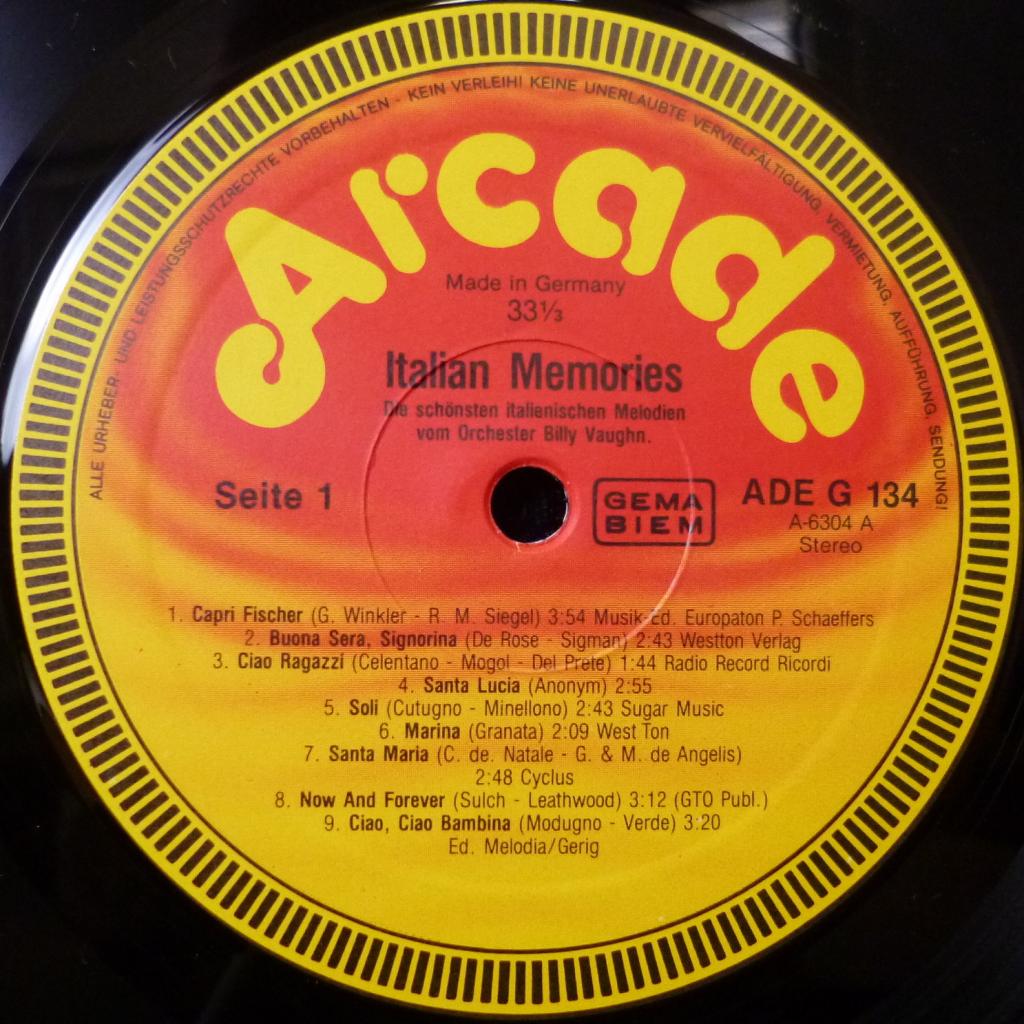 ALLE URHEBER- UND LEISTUNGSSCHUTZRECHTE VORBEHALTEN - KEIN VERLEIH! KEINE UNERLAUBTE VERVIELFÄLTIGUNG, VERMIETUNG, AUFFÜHRUNG, SENDUNG!
Arcade
Made in Germany
33⅓
Italian Memories
Die schönsten italienischen Melodien
vom Orchester Billy Vaughn.
Seite 1
GEMA
BIEM
ADE G 134
A-6304 A
Stereo
1. Capri Fischer (G. Winkler - R. M. Siegel) 3:54 Musik-Ed. Europaton P. Schaeffers
2. Buona Sera, Signorina (De Rose - Sigman) 2:43 Westton Verlag
3. Ciao Ragazzi (Celentano - Mogol - Del Prete) 1:44 Radio Record Ricordi
4. Santa Lucia (Anonym) 2:55
5. Soli (Cutugno - Minellono) 2:43 Sugar Music
6. Marina (Granata) 2:09 West Ton
7. Santa Maria (C. de. Natale - G. & M. de Angelis)
2:48 Cyclus
8. Now And Forever (Sulch - Leathwood) 3:12 (GTO Publ.)
9. Ciao, Ciao Bambina (Modugno - Verde) 3:20
Ed. Melodia/Gerig